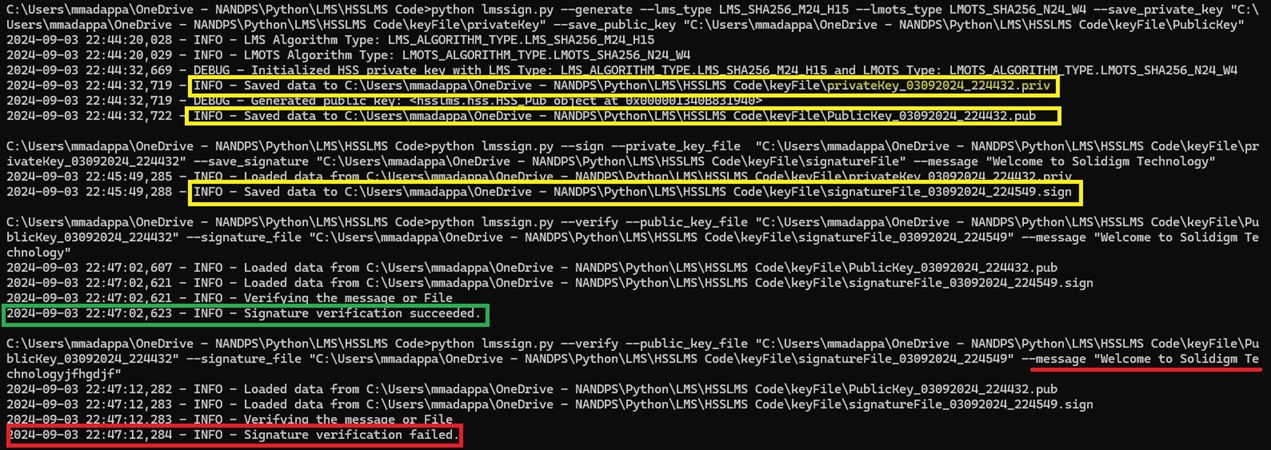 C:\Users\mmadappa\OneDrive - NANDPS\Python\LMS\HSSLMS Code>python lmssign.py --generate --lms_type LMS_SHA256_M24_H15 --lmots_type LMOTS_SHA256_N24_W4 --save_private_key "C:\
Users\mmadappa\OneDrive - NANDPS\Python\LMS\HSSLMS Code\keyFile\privateKey" --save_public_key "C:\Users\mmadappa\OneDrive - NANDPS\Python\LMS\HSSLMS Code\keyFile\PublicKey"
2024-09-03 22:44:20,028 - INFO - LMS Algorithm Type: LMS_ALGORITHM_TYPE.LMS_SHA256_M24_H15
2024-09-03 22:44:20,029 - INFO - LMOTS Algorithm Type: LMOTS_ALGORITHM_TYPE.LMOTS_SHA256_N24_W4
2024-09-03 22:44:32,669 - DEBUG - Initialized HSS private key with LMS Type: LMS_ALGORITHM_TYPE.LMS_SHA256_M24_H15 and LMOTS Type: LMOTS_ALGORITHM_TYPE.LMOTS_SHA256_N24_W4
2024-09-03 22:44:32,719 - INFO - Saved data to C:\Users\mmadappa\OneDrive - NANDPS\Python\LMS\HSSLMS Code\keyFile\privateKey_03092024_224432.priv
2024-09-03 22:44:32,719 - DEBUG - Generated public key: <hsslms.hss.HSS_Pub object at 0x000001340B831940>
2024-09-03 22:44:32,722 - INFO - Saved data to C:\Users\mmadappa\OneDrive - NANDPS\Python\LMS\HSSLMS Code\keyFile\PublicKey_03092024_224432.pub
C:\Users\mmadappa\OneDrive - NANDPS\Python\LMS\HSSLMS Code>python lmssign.py --sign --private_key_file  "C:\Users\mmadappa\OneDrive - NANDPS\Python\LMS\HSSLMS Code\keyFile\pr
ivateKey_03092024_224432" --save_signature "C:\Users\mmadappa\OneDrive - NANDPS\Python\LMS\HSSLMS Code\keyFile\signatureFile" --message "Welcome to Solidigm Technology"
2024-09-03 22:45:49,285 - INFO - Loaded data from C:\Users\mmadappa\OneDrive - NANDPS\Python\LMS\HSSLMS Code\keyFile\privateKey_03092024_224432.priv
2024-09-03 22:45:49,288 - INFO - Saved data to C:\Users\mmadappa\OneDrive - NANDPS\Python\LMS\HSSLMS Code\keyFile\signatureFile_03092024_224549.sign
C:\Users\mmadappa\OneDrive - NANDPS\Python\LMS\HSSLMS Code>python lmssign.py --verify --public_key_file "C:\Users\mmadappa\OneDrive - NANDPS\Python\LMS\HSSLMS Code\keyFile\Pu
blicKey_03092024_224432" --signature_file "C:\Users\mmadappa\OneDrive - NANDPS\Python\LMS\HSSLMS Code\keyFile\signatureFile_03092024_224549" --message "Welcome to Solidigm Te
chnology"
2024-09-03 22:47:02,607 - INFO - Loaded data from C:\Users\mmadappa\OneDrive - NANDPS\Python\LMS\HSSLMS Code\keyFile\PublicKey_03092024_224432.pub
2024-09-03 22:47:02,621 - INFO - Loaded data from C:\Users\mmadappa\OneDrive - NANDPS\Python\LMS\HSSLMS Code\keyFile\signatureFile_03092024_224549.sign
2024-09-03 22:47:02,621 - INFO - Verifying the message or File
2024-09-03 22:47:02,623 - INFO - Signature verification succeeded.
C:\Users\mmadappa\OneDrive - NANDPS\Python\LMS\HSSLMS Code>python lmssign.py --verify --public_key_file "C:\Users\mmadappa\OneDrive - NANDPS\Python\LMS\HSSLMS Code\keyFile\Pu
blicKey_03092024_224432" --signature_file "C:\Users\mmadappa\OneDrive - NANDPS\Python\LMS\HSSLMS Code\keyFile\signatureFile_03092024_224549" --message "Welcome to Solidigm Te
chnologyjfhgdjf"
2024-09-03 22:47:12,282 - INFO - Loaded data from C:\Users\mmadappa\OneDrive - NANDPS\Python\LMS\HSSLMS Code\keyFile\PublicKey_03092024_224432.pub
2024-09-03 22:47:12,283 - INFO - Loaded data from C:\Users\mmadappa\OneDrive - NANDPS\Python\LMS\HSSLMS Code\keyFile\signatureFile_03092024_224549.sign
2024-09-03 22:47:12,283 - INFO - Verifying the message or File
2024-09-03 22:47:12,284 - INFO - Signature verification failed.